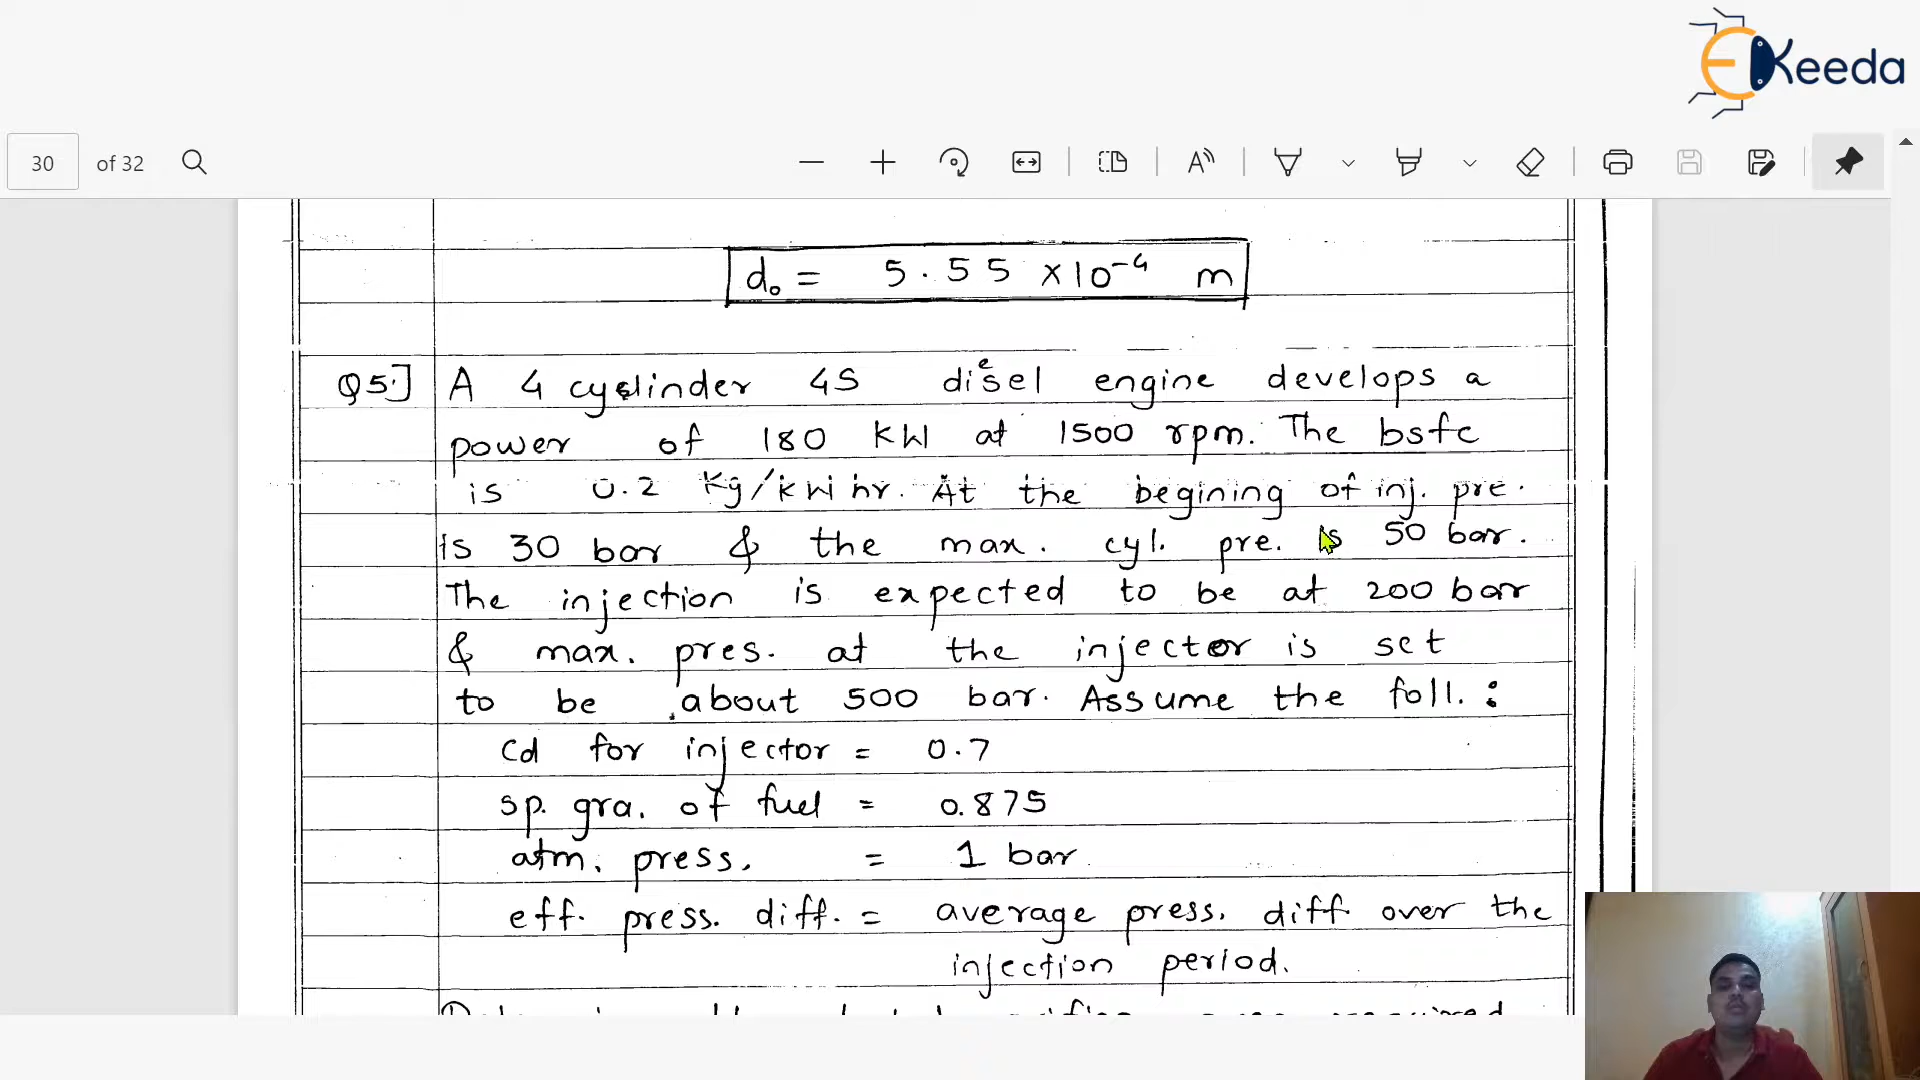 EKeeda
30 of 32
d₀ = 5.55 × 10⁻⁴ m
Q5.] A 4 cyslinder 4S diesel engine develops a
power of 180 KW at 1500 rpm. The bsfc
is 0.2 Kg/kW hr. At the begining of inj. pre.
is 30 bar & the max. cyl. pre. is 50 bar.
The injection is expected to be at 200 bar
& max. pres. at the injector is set
to be about 500 bar. Assume the foll. :
Cd for injector = 0.7
sp. gra. of fuel = 0.875
atm. press. = 1 bar
eff. press. diff. = average press. diff over the
injection period.